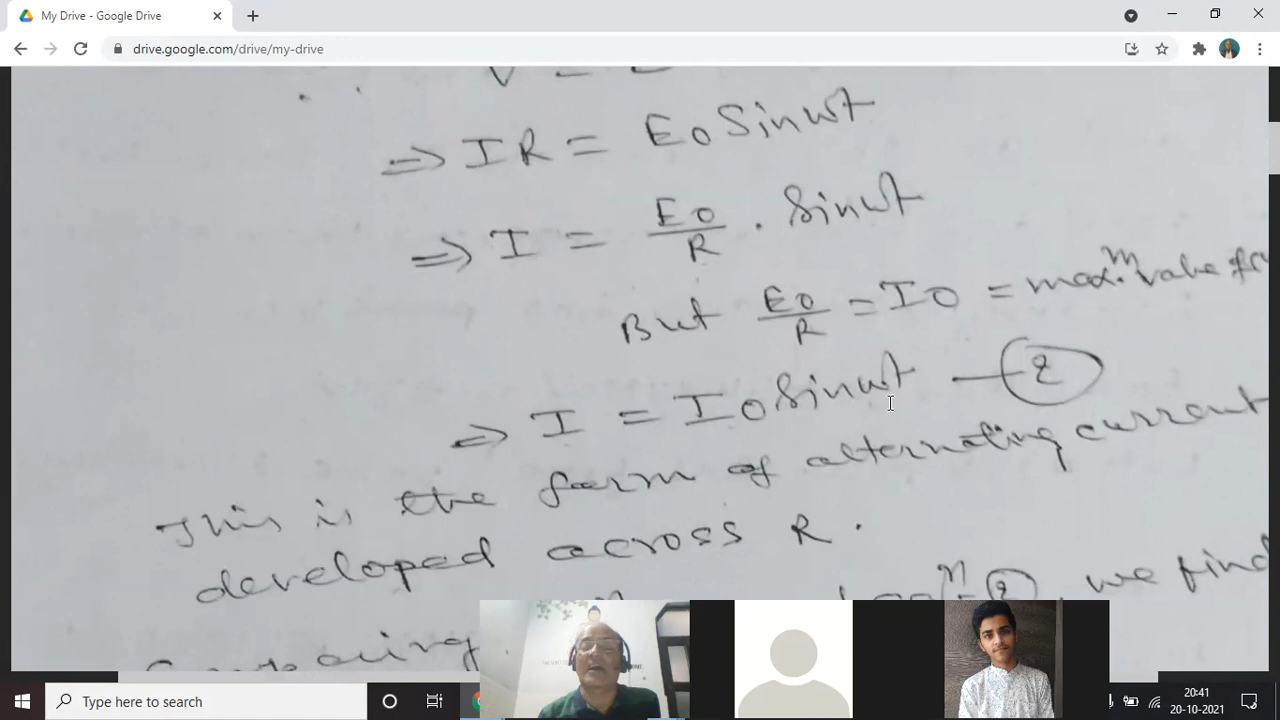 My Drive - Google Drive
drive.google.com/drive/my-drive
⇒ IR = E0 Sinωt
⇒ I = E0/R . Sinωt
But E0/R = I0 = max.m value
⇒ I = I0 Sinωt — 2
This is the form of alternating current
developed across R.
2 , we find
Type here to search
20:41
20-10-2021